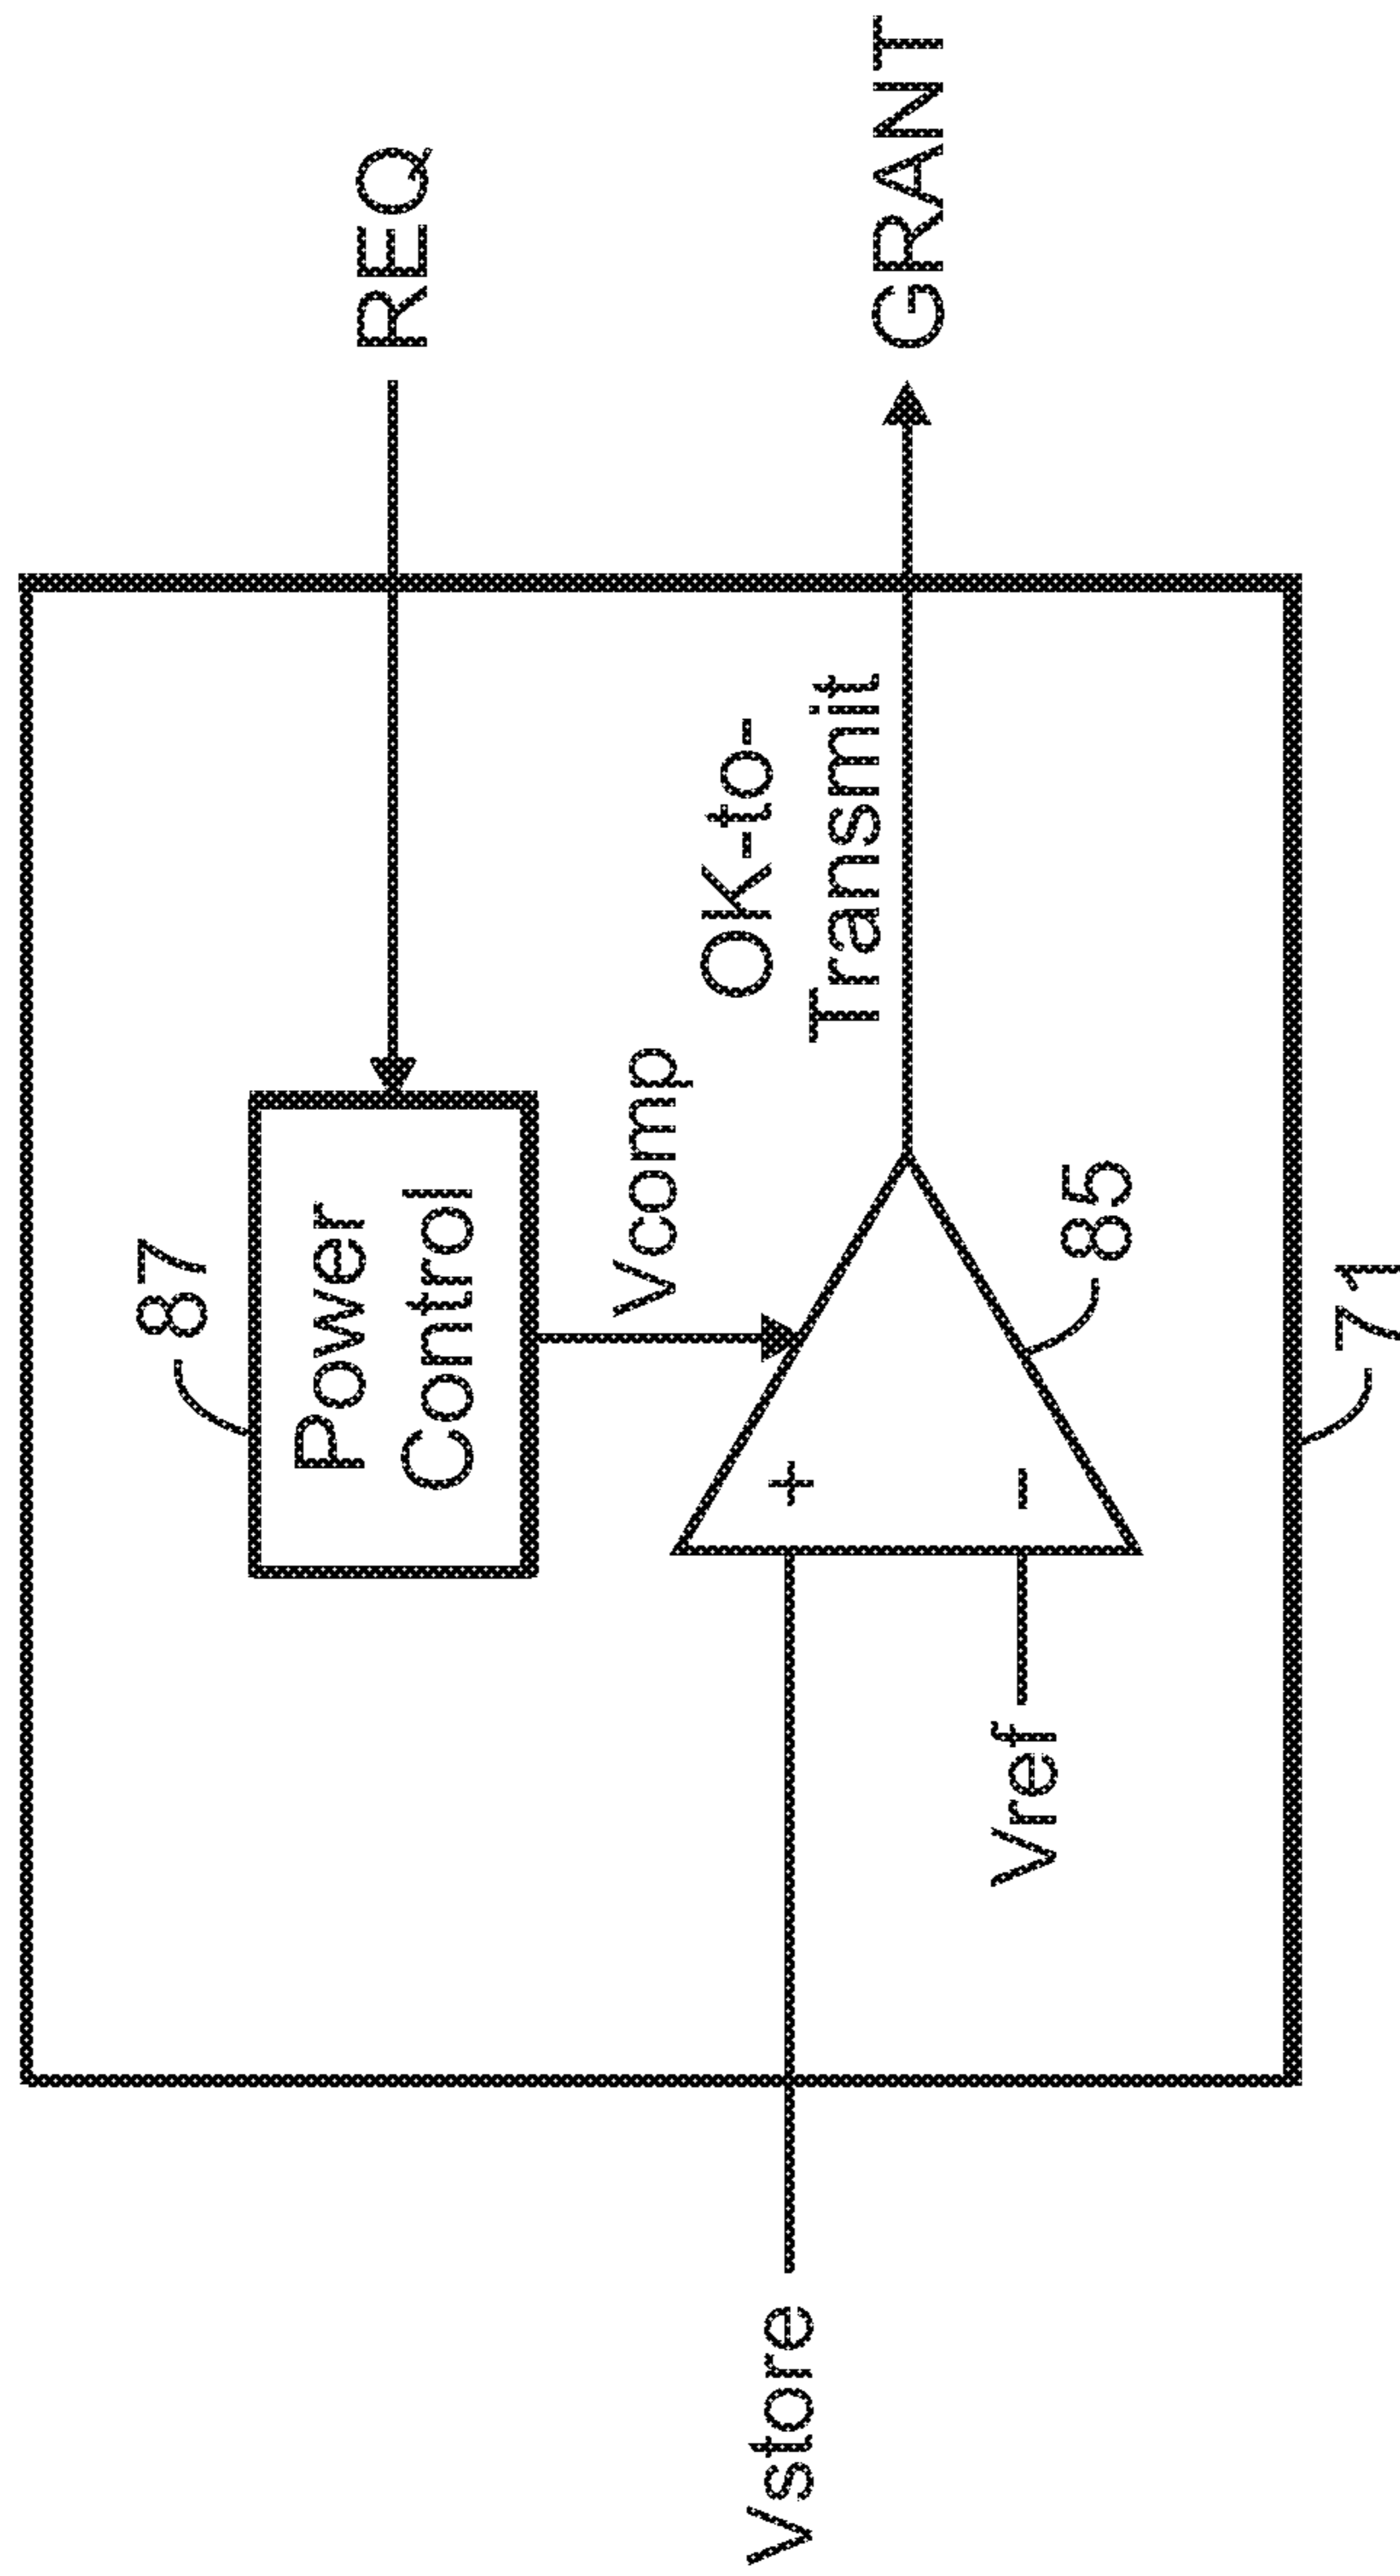 87
Power
Control
REQ
Vcomp
OK-to-
Transmit
Vstore
+
GRANT
Vref
-
85
71